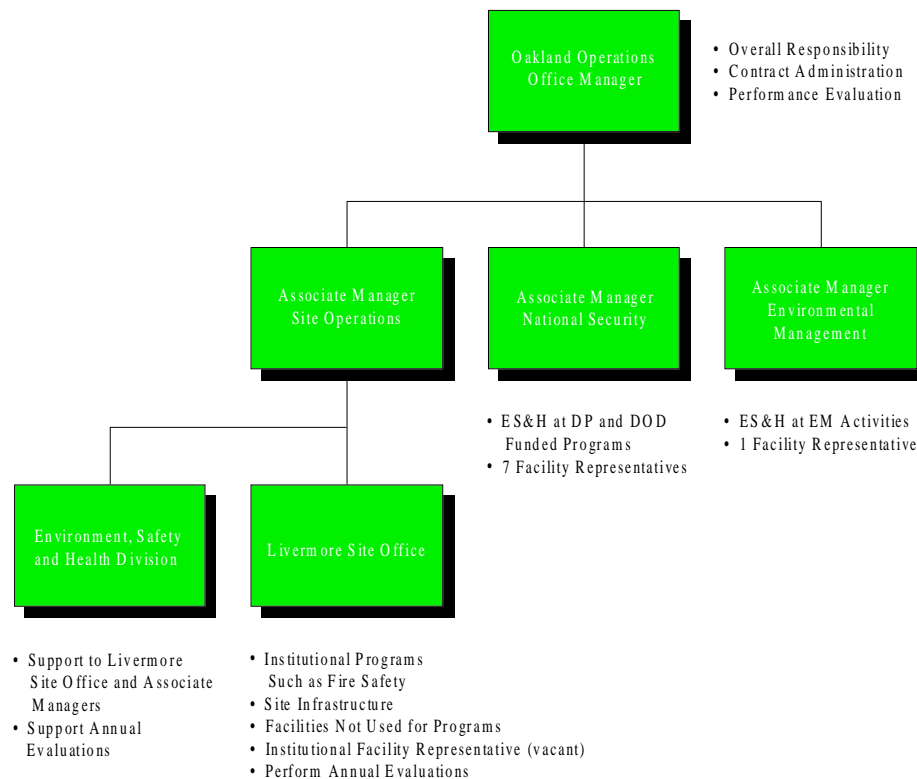 Oakland Operations
Office Manager
• Overall Responsibility
• Contract Administration
• Performance Evaluation
Associate Manager
Site Operations
Associate Manager
National Security
Associate Manager
Environmental
Management
• ES&H at DP and DOD
Funded Programs
• 7 Facility Representatives
• ES&H at EM Activities
• 1 Facility Representative
Environment, Safety
and Health Division
Livermore Site Office
• Support to Livermore
Site Office and Associate
Managers
• Support Annual
Evaluations
• Institutional Programs
Such as Fire Safety
• Site Infrastructure
• Facilities Not Used for Programs
• Institutional Facility Representative (vacant)
• Perform Annual Evaluations